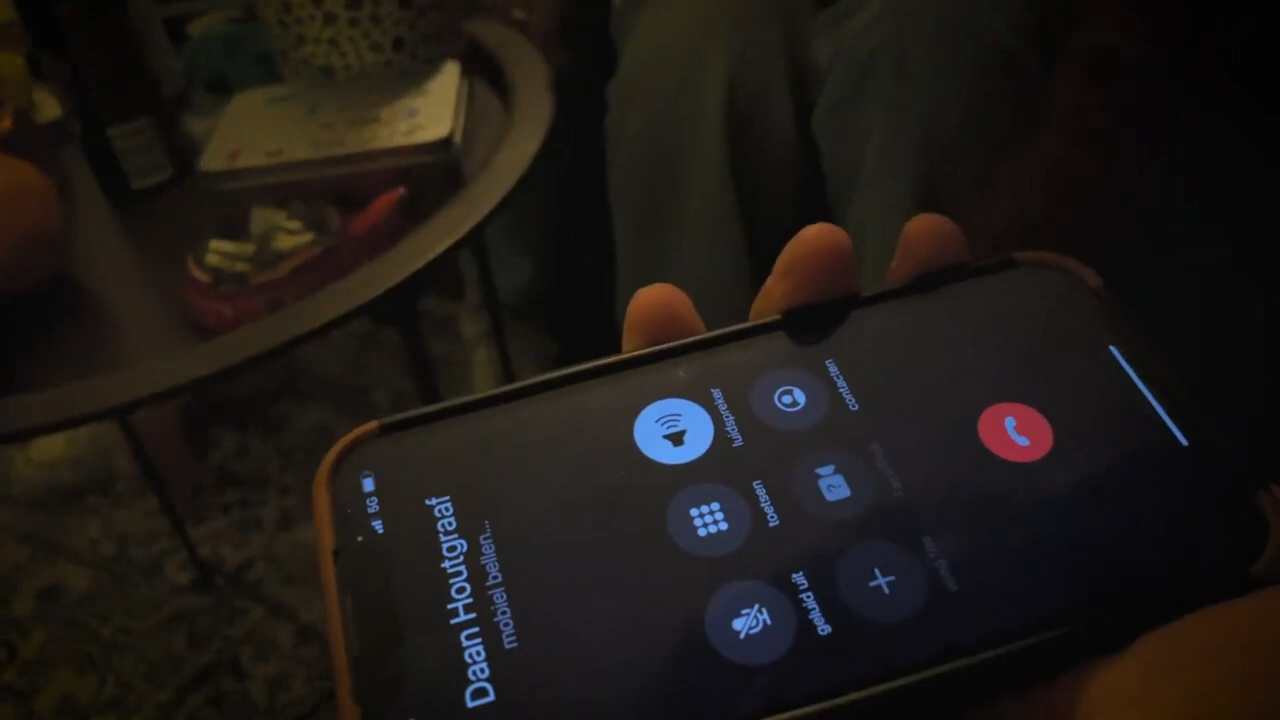 5G
Daan Houtgraaf
mobiel bellen...
geluid uit
toetsen
luidspreker
contacten